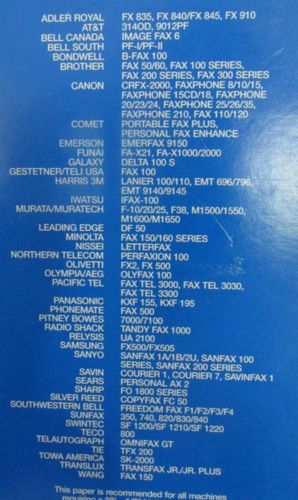 ADLER ROYAL FX 835, FX 840/FX 845, FX 910
AT&T 314OD, 9012PF
BELL CANADA IMAGE FAX 6
BELL SOUTH PF-I/PF-II
BONDWELL B-FAX 100
BROTHER FAX 50/60, FAX 100 SERIES,
FAX 200 SERIES, FAX 300 SERIES
CANON CRFX-2000, FAXPHONE 8/10/15,
FAXPHONE 15CD/18, FAXPHONE
20/23/24, FAXPHONE 25/26/35,
FAXPHONE 210, FAX 110/120
COMET PORTABLE FAX PLUS,
PERSONAL FAX ENHANCE
EMERSON EMERFAX 9150
FUNAI FA-X21, FA-X1000/2000
GALAXY DELTA 100 S
GESTETNER/TELI USA FAX 100
HARRIS 3M LANIER 100/110, EMT 696/796,
EMT 9140/9145
IWATSU IFAX-100
MURATA/MURATECH F-10/20/25, F38, M1500/1550,
M1600/M1650
LEADING EDGE DF 50
MINOLTA FAX 150/160 SERIES
NISSEI LETTERFAX
NORTHERN TELECOM PERFAXION 100
OLIVETTI FX2, FX 500
OLYMPIA/AEG OLYFAX 100
PACIFIC TEL FAX TEL 3000, FAX TEL 3030,
FAX TEL 3300
PANASONIC KXF 155, KXF 195
PHONEMATE FAX 500
PITNEY BOWES 7000/7100
RADIO SHACK TANDY FAX 1000
RELYSIS UA 2100
SAMSUNG FX500/FX505
SANYO SANFAX 1A/1B/2U, SANFAX 100
SERIES, SANFAX 200 SERIES
SAVIN COURIER 1, COURIER 7, SAVINFAX 1
SEARS PERSONAL AX 2
SHARP FO 1800 SERIES
SILVER REED COPYFAX FC 50
SOUTHWESTERN BELL FREEDOM FAX F1/F2/F3/F4
SUNFAX 350, 740, 820/830/840
SWINTEC SF 1200/SF 1210/SF 1220
TECO 800
TELAUTOGRAPH OMNIFAX GT
TIE TFX 200
TOWA AMERICA SK-2000
TRANSLUX TRANSFAX JR./JR. PLUS
WANG FAX 150
This paper is recommended for all machines